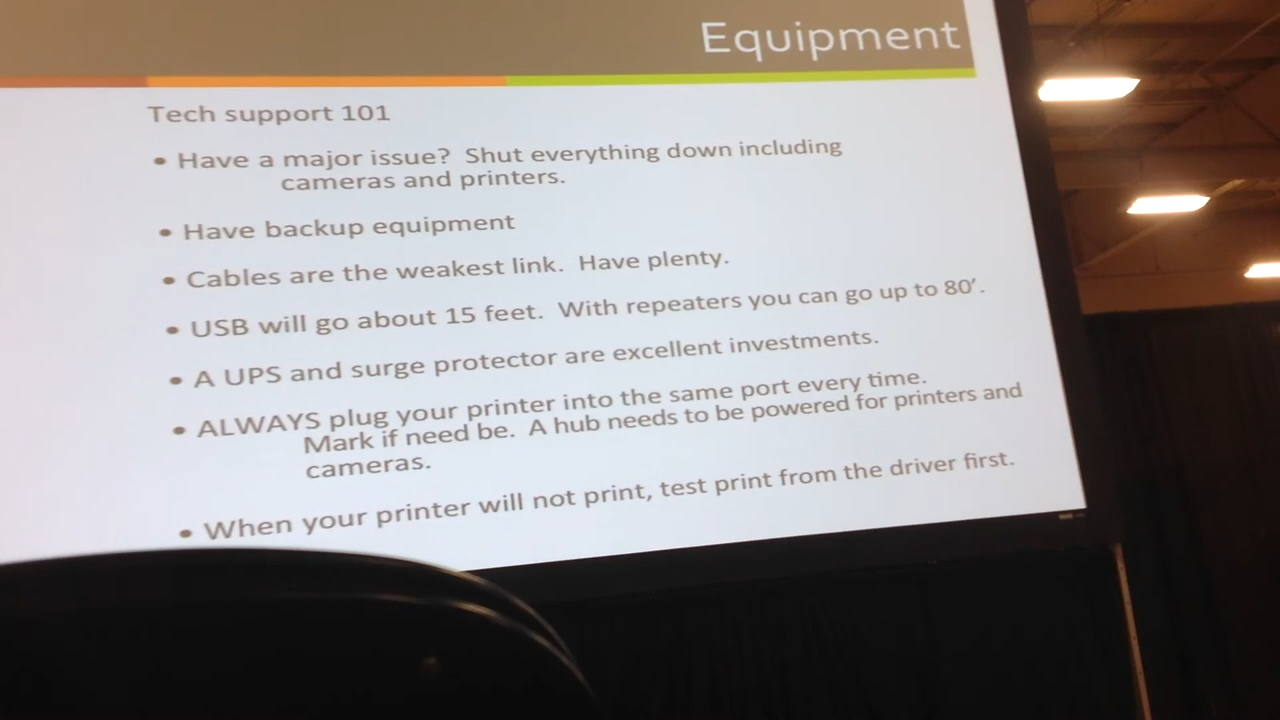 Equipment
Tech support 101
• Have a major issue?  Shut everything down including
cameras and printers.
• Have backup equipment
• Cables are the weakest link.  Have plenty.
• USB will go about 15 feet.  With repeaters you can go up to 80’.
• A UPS and surge protector are excellent investments.
• ALWAYS plug your printer into the same port every time.
Mark if need be.  A hub needs to be powered for printers and
cameras.
• When your printer will not print, test print from the driver first.